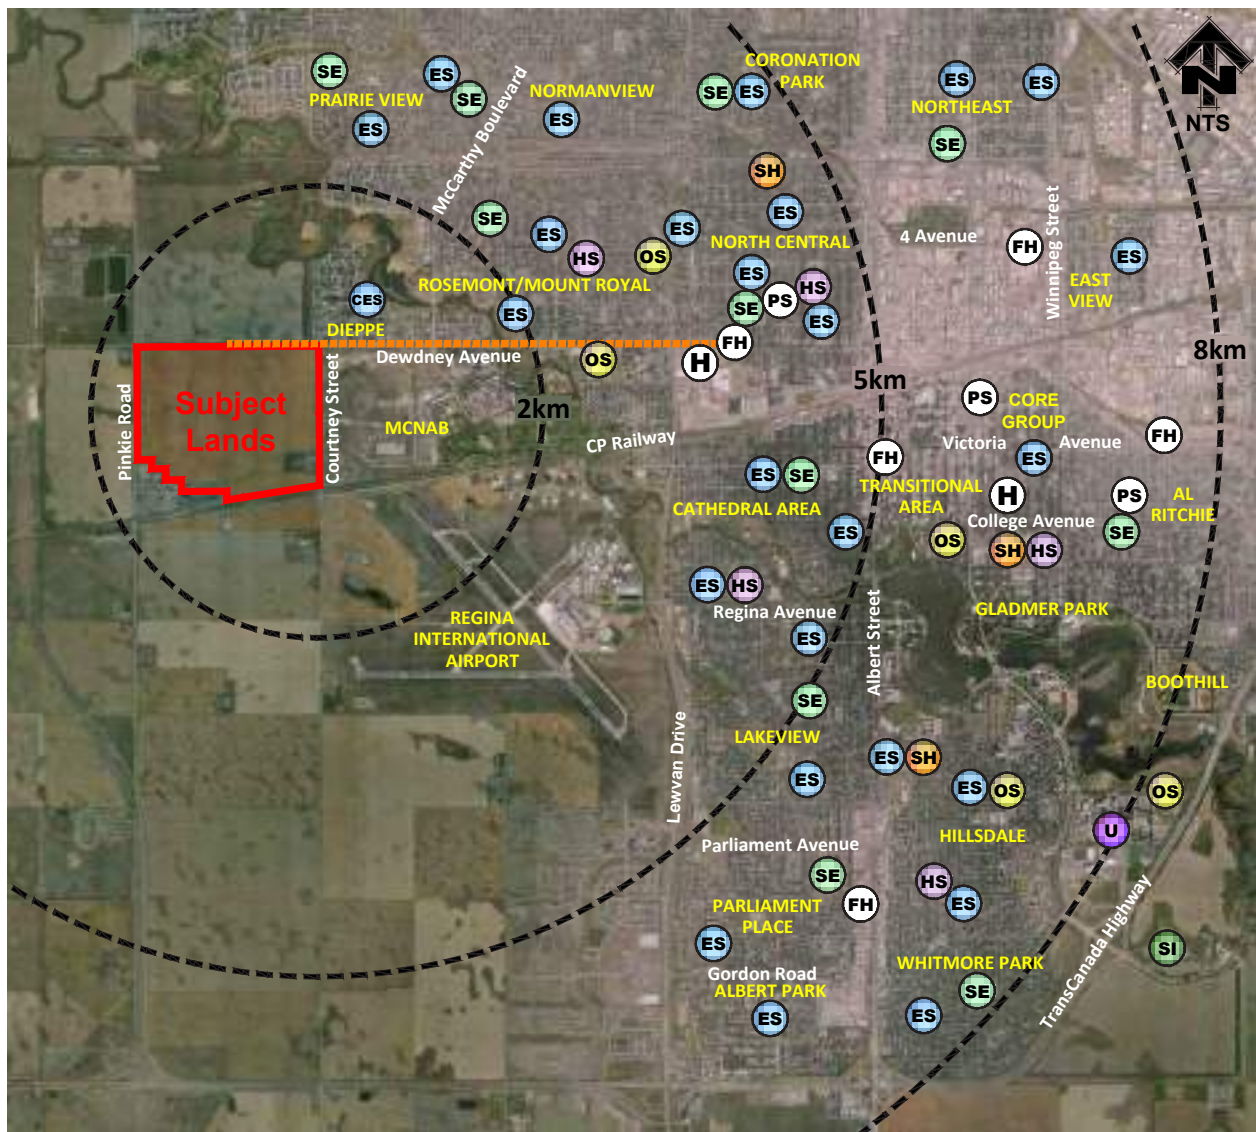 CORONATION
PARK
SE
ES
SE
PRAIRIE VIEW
ES
McCarthy Boulevard
NORMANVIEW
ES
SE
ES
ES
NORTHEAST
ES
SE
N
NTS
SH
ES
NORTH CENTRAL
SE
ES
HS
OS
ES
ROSEMONT/MOUNT ROYAL
4 Avenue
FH
Winnipeg Street
ES
EAST
VIEW
CES
DIEPPE
ES
ES
SE
PS
HS
ES
FH
H
OS
Dewdney Avenue
8km
5km
2km
Pinkie Road
Subject
Lands
Courtney Street
MCNAB
CP Railway
PS
CORE
GROUP
Victoria
Avenue
FH
ES
FH
TRANSITIONAL
AREA
H
College Avenue
PS
AL
RITCHIE
SE
ES
SE
CATHEDRAL AREA
ES
OS
SH
HS
ES
HS
Regina Avenue
ES
GLADMER PARK
REGINA
INTERNATIONAL
AIRPORT
Albert Street
BOOTHILL
SE
LAKEVIEW
Lewvan Drive
ES
ES
SH
ES
OS
OS
HILLSDALE
U
Parliament Avenue
SE
FH
PARLIAMENT
PLACE
HS
ES
TransCanada Highway
SI
ES
Gordon Road
ALBERT PARK
ES
WHITMORE PARK
SE
ES